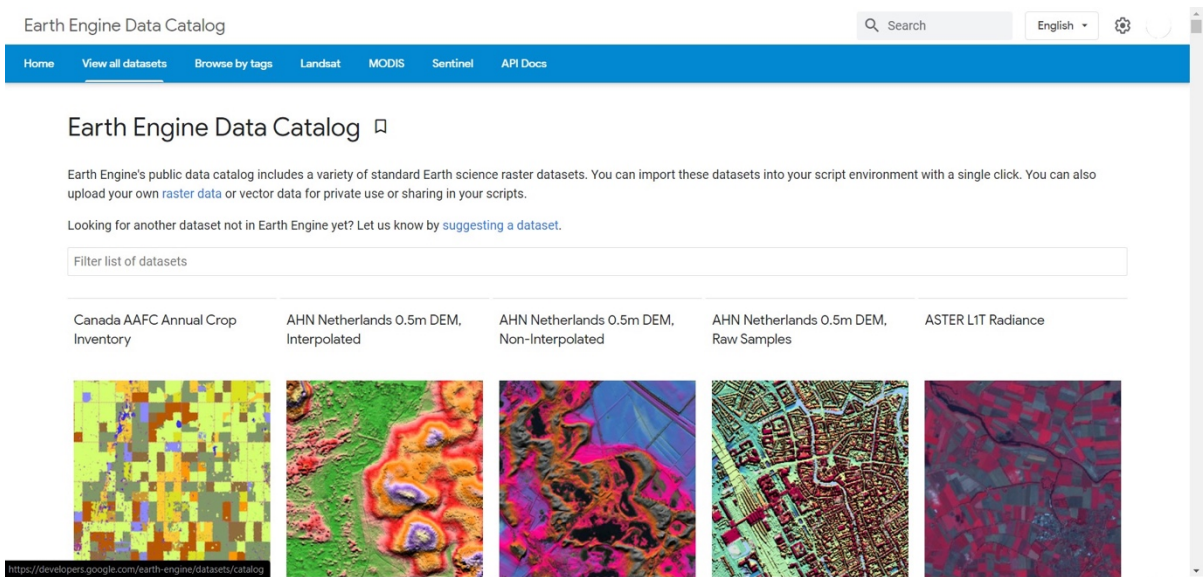 Earth Engine Data Catalog
Search
English
Home View all datasets Browse by tags Landsat MODIS Sentinel API Docs
Earth Engine Data Catalog
Earth Engine's public data catalog includes a variety of standard Earth science raster datasets. You can import these datasets into your script environment with a single click. You can also
upload your own raster data or vector data for private use or sharing in your scripts.
Looking for another dataset not in Earth Engine yet? Let us know by suggesting a dataset.
Filter list of datasets
Canada AAFC Annual Crop
Inventory
AHN Netherlands 0.5m DEM,
Interpolated
AHN Netherlands 0.5m DEM,
Non-Interpolated
AHN Netherlands 0.5m DEM,
Raw Samples
ASTER L1T Radiance
https://developers.google.com/earth-engine/datasets/catalog